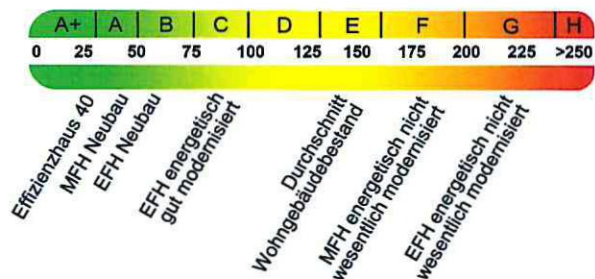 A+ A B C D E F G H
0 25 50 75 100 125 150 175 200 225 >250
Effizienzhaus 40
MFH Neubau
EFH Neubau
EFH energetisch
gut modernisiert
Durchschnitt
Wohngebäudebestand
MFH energetisch nicht
wesentlich modernisiert
EFH energetisch nicht
wesentlich modernisiert